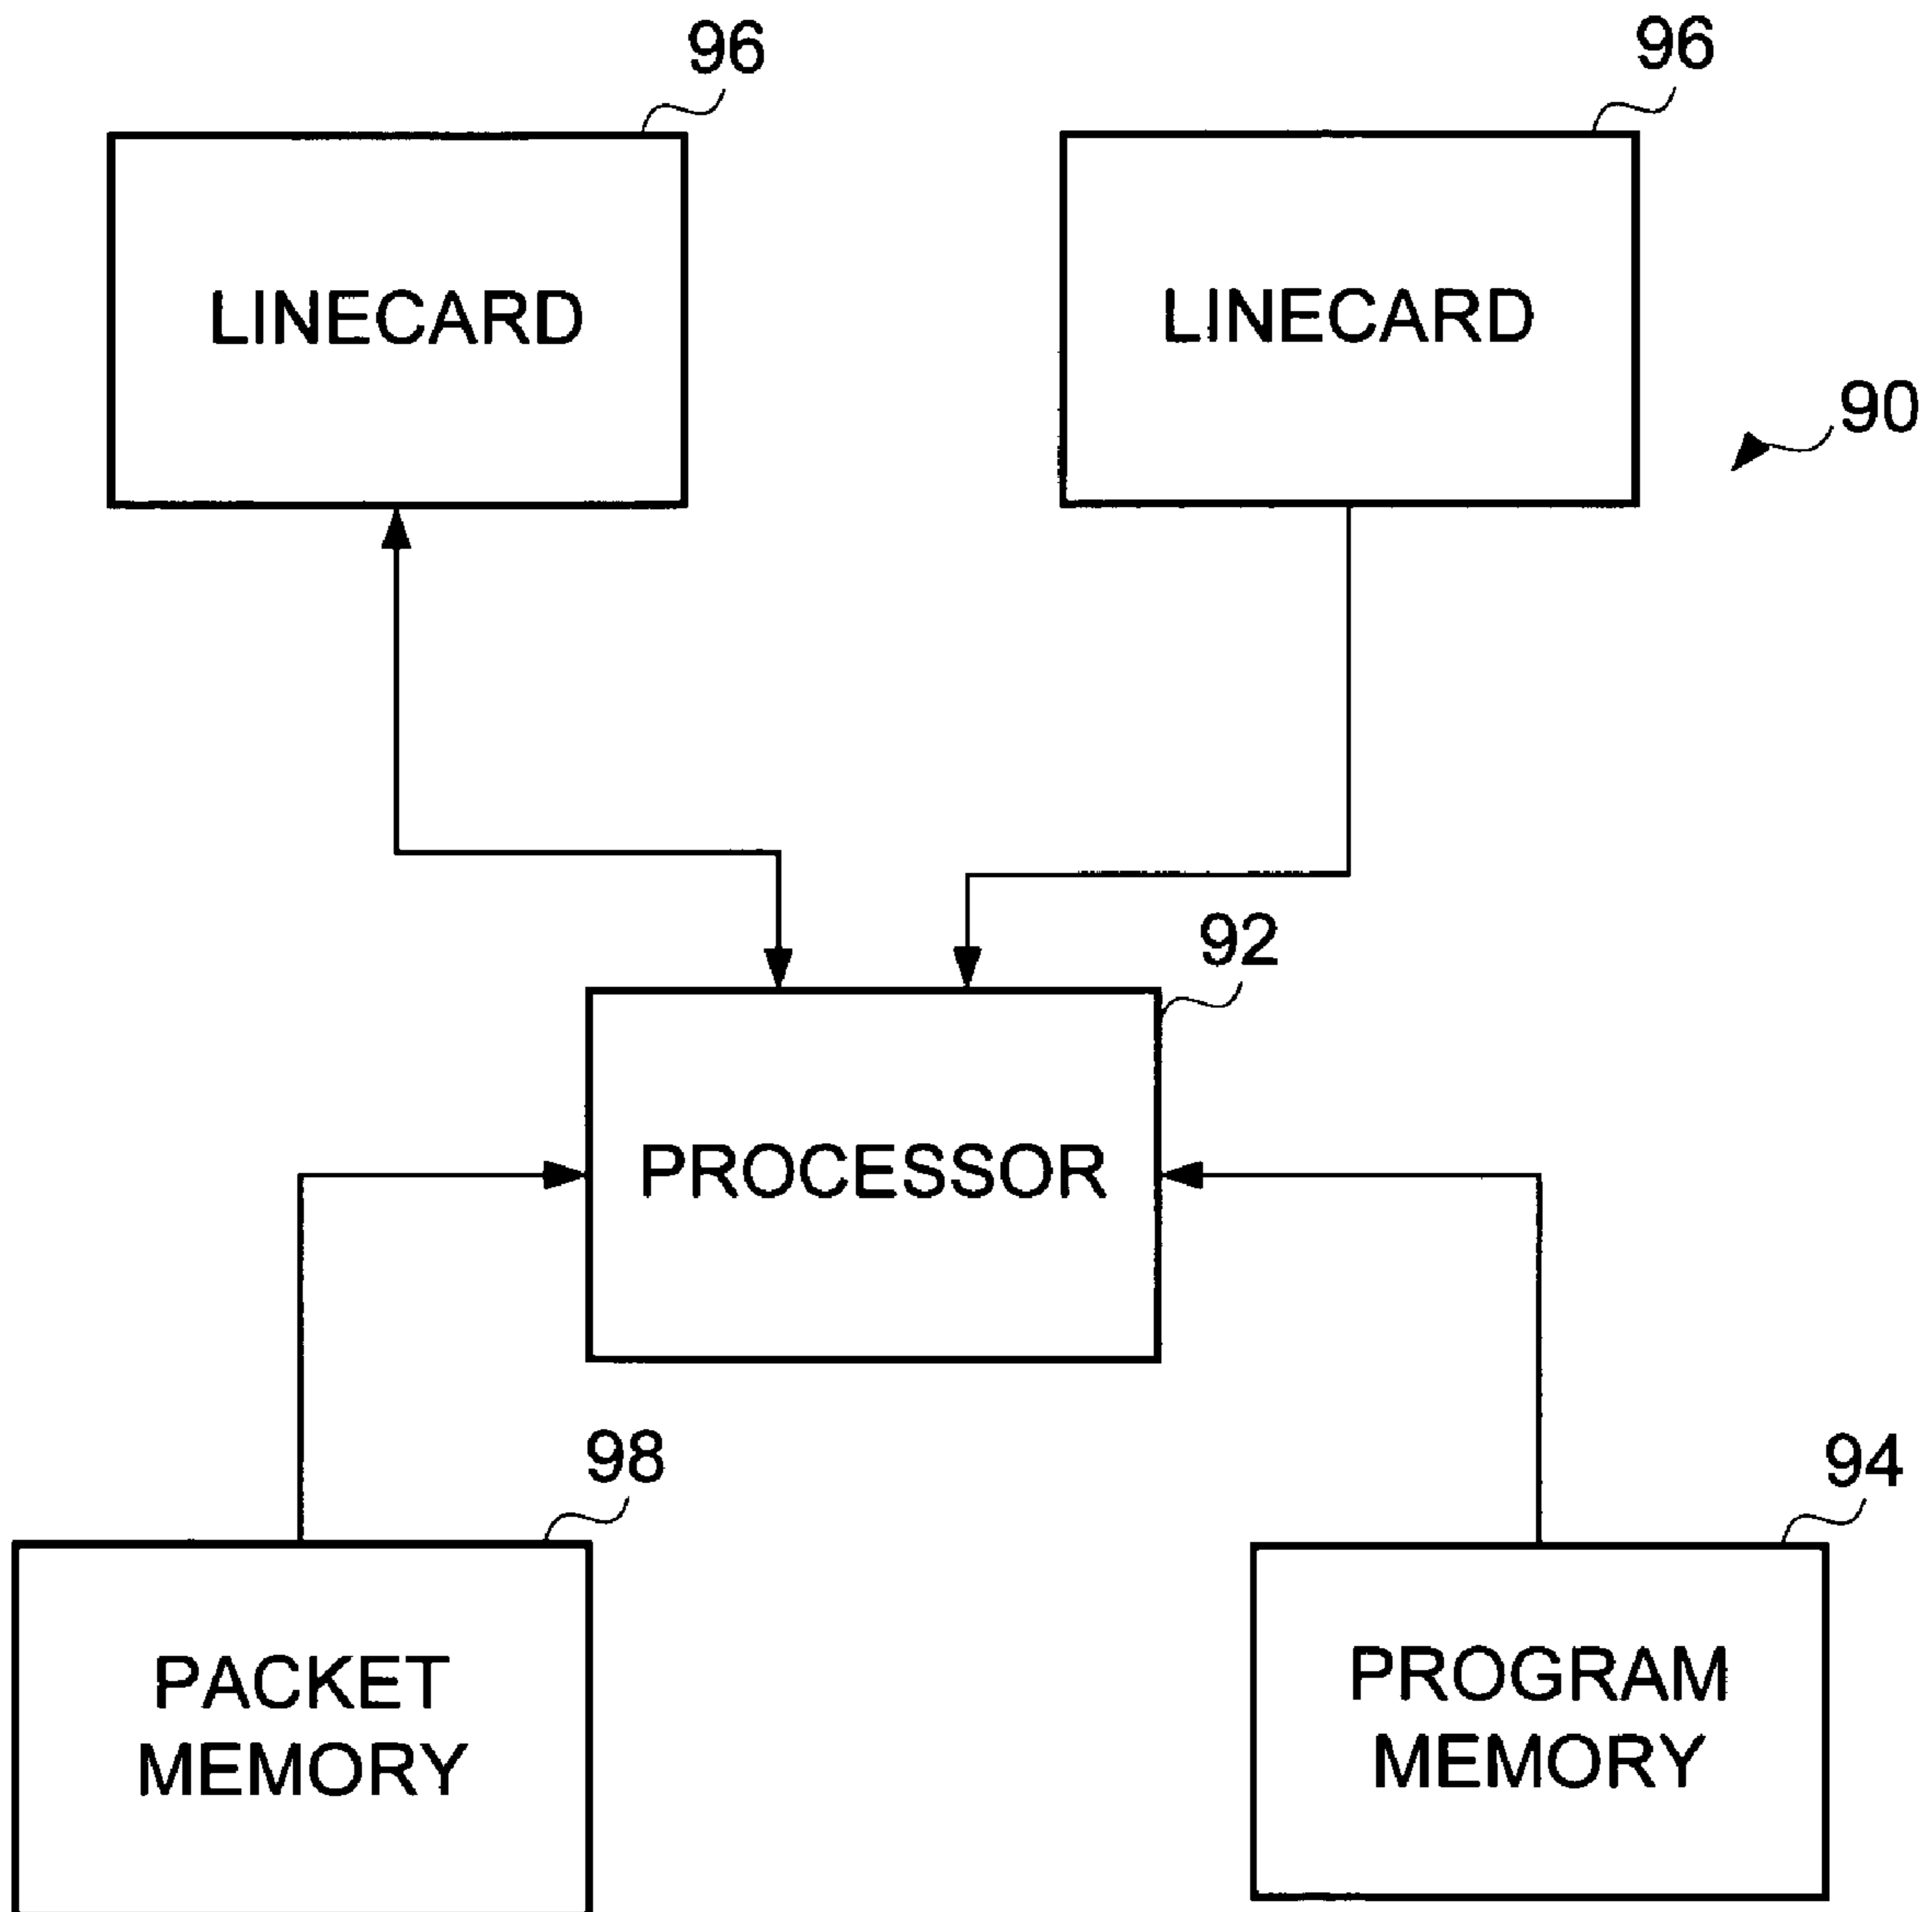 96
96
LINECARD
LINECARD
90
92
PROCESSOR
98
94
PACKET
MEMORY
PROGRAM
MEMORY